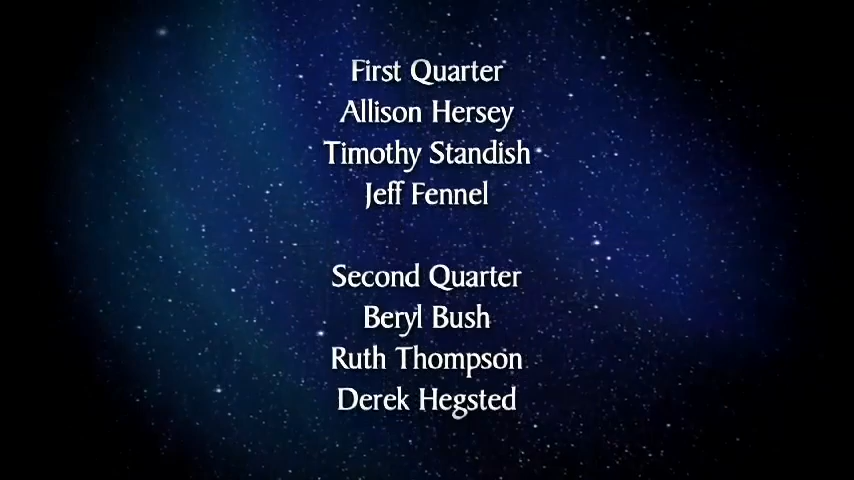 First Quarter
Allison Hersey
Timothy Standish
Jeff Fennel
Second Quarter
Beryl Bush
Ruth Thompson
Derek Hegsted